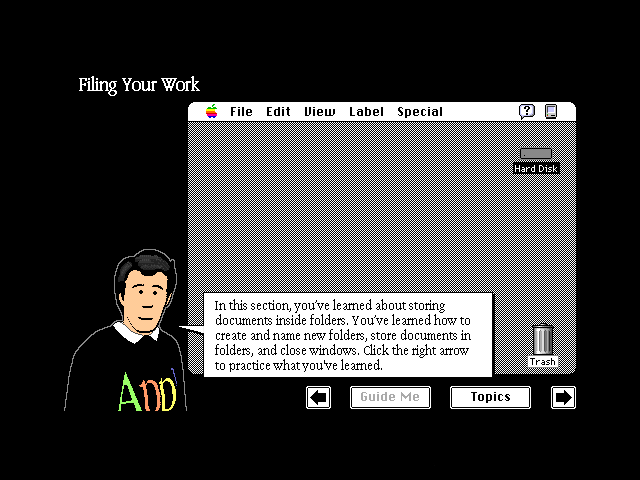 Filing Your Work
File Edit View Label Special
Hard Disk
In this section, you've learned about storing
documents inside folders. You've learned how to
create and name new folders, store documents in
folders, and close windows. Click the right arrow
to practice what you've learned.
Trash
And
Guide Me Topics